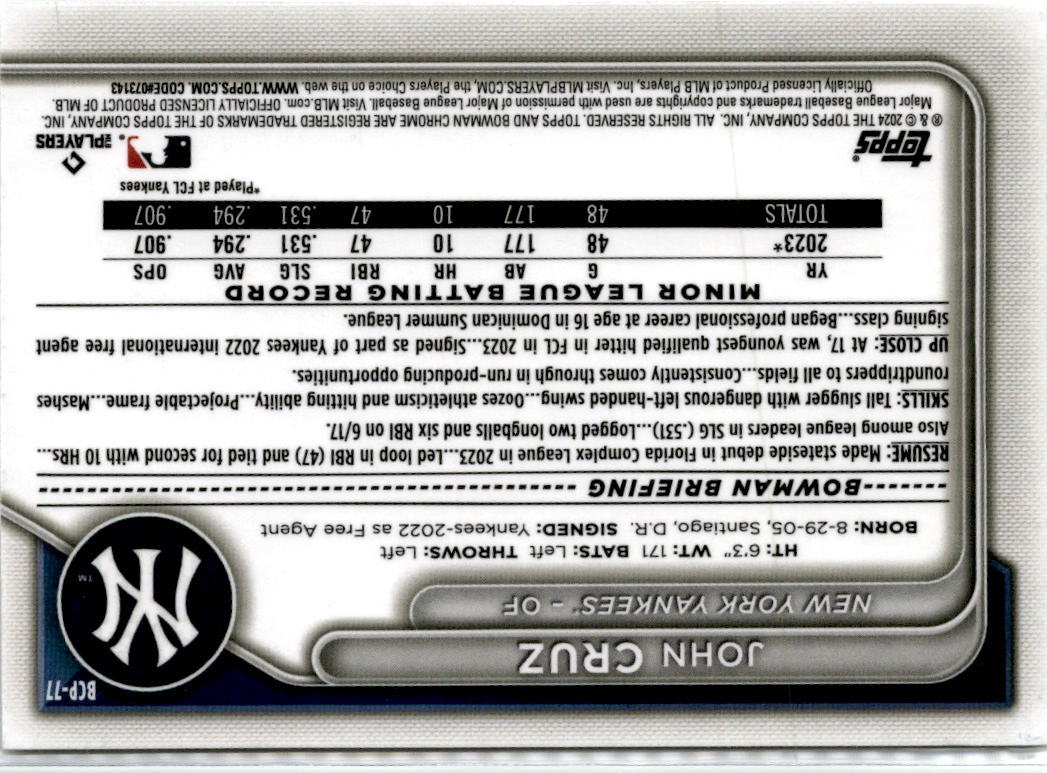 BCP-77
JOHN CRUZ
NEW YORK YANKEES® – OF
HT: 6'3" WT: 171 BATS: Left THROWS: Left
BORN: 8-29-05, Santiago, D.R. SIGNED: Yankees-2022 as Free Agent
TM
BOWMAN BRIEFING
RESUME: Made stateside debut in Florida Complex League in 2023...Led loop in RBI (47) and tied for second with 10 HRs...
Also among league leaders in SLG (.531)...Logged two longballs and six RBI on 6/17.
SKILLS: Tall slugger with dangerous left-handed swing...Oozes athleticism and hitting ability...Projectable frame...Mashes
roundtrippers to all fields...Consistently comes through in run-producing opportunities.
UP CLOSE: At 17, was youngest qualified hitter in FCL in 2023...Signed as part of Yankees 2022 international free agent
signing class...Began professional career at age 16 in Dominican Summer League.
MINOR LEAGUE BATTING RECORD
YR G AB HR RBI SLG AVG OPS
2023* 48 177 10 47 .531 .294 .907
TOTALS 48 177 10 47 .531 .294 .907
*Played at FCL Yankees
topps®
MLB PLAYERS
® & © 2024 THE TOPPS COMPANY, INC. ALL RIGHTS RESERVED. TOPPS AND BOWMAN CHROME ARE REGISTERED TRADEMARKS OF THE TOPPS COMPANY, INC.
Major League Baseball trademarks and copyrights are used with permission of Major League Baseball. Visit MLB.com. OFFICIALLY LICENSED PRODUCT OF MLB.
Officially Licensed Product of MLB Players, Inc. Visit MLBPLAYERS.COM, the Players Choice on the web. WWW.TOPPS.COM. CODE#073143